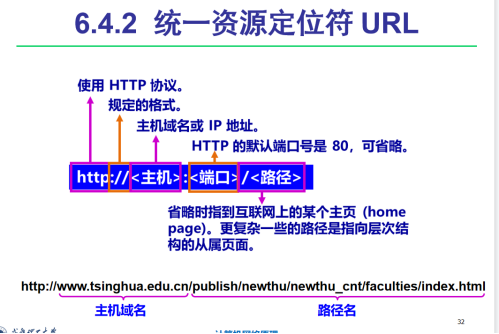 6.4.2 统一资源定位符 URL
使用 HTTP 协议。
规定的格式。
主机域名或 IP 地址。
HTTP 的默认端口号是 80，可省略。
http://<主机>:<端口>/<路径>
省略时指到互联网上的某个主页 (home
page)。更复杂一些的路径是指向层次结
构的从属页面。
http://www.tsinghua.edu.cn/publish/newthu/newthu_cnt/faculties/index.html
主机域名
路径名
32